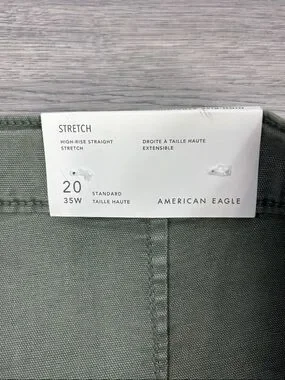 STRETCH
HIGH-RISE STRAIGHT
STRETCH
DROITE À TAILLE HAUTE
EXTENSIBLE
20
35W
STANDARD
TAILLE HAUTE
AMERICAN EAGLE